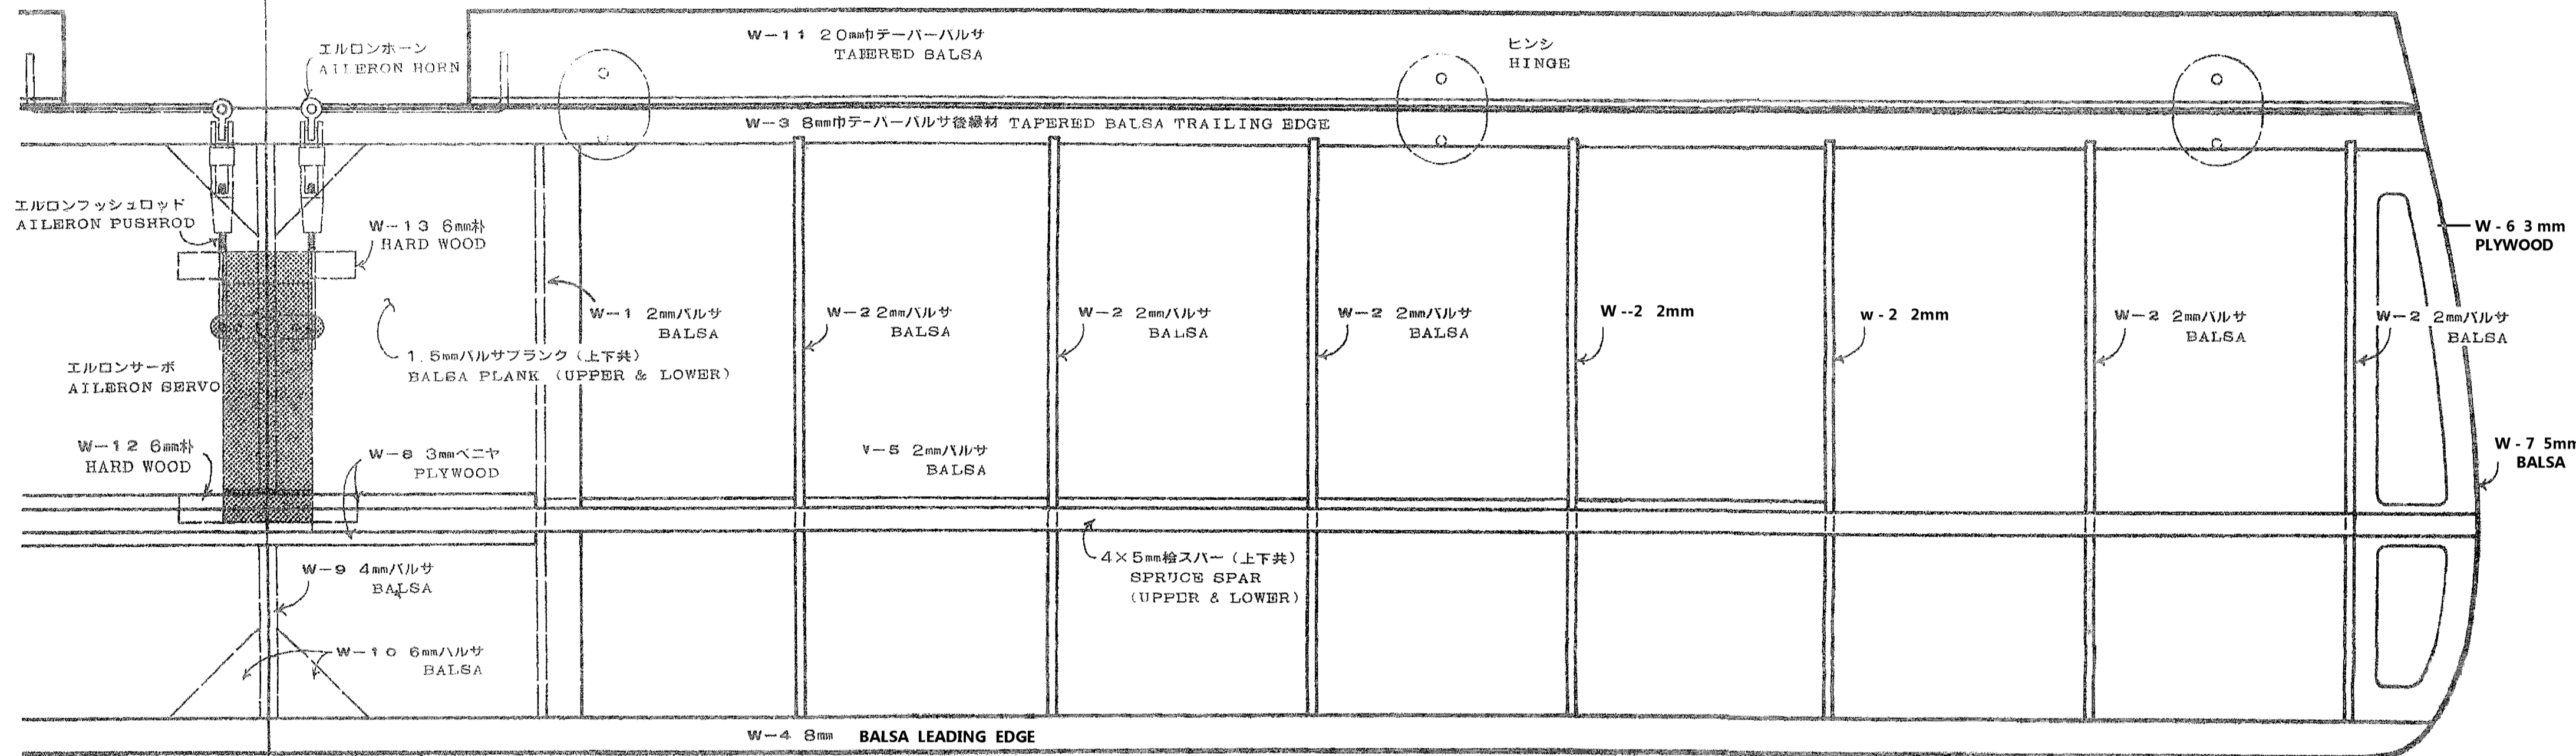 W-11 20mm巾テーパーバルサ
TAPERED BALSA
エルロンホーン
AILERON HORN
ヒンジ
HINGE
W-3 8mm巾テーパーバルサ後縁材 TAPERED BALSA TRAILING EDGE
エルロンプッシュロッド
AILERON PUSHROD
W-13 6mm朴
HARD WOOD
W-6 3mm
PLYWOOD
W-1 2mmバルサ
BALSA
W-2 2mmバルサ
BALSA
W-2 2mmバルサ
BALSA
W-2 2mmバルサ
BALSA
W--2 2mm
w-2 2mm
W-2 2mmバルサ
BALSA
W-2 2mmバルサ
BALSA
1.5mmバルサプランク(上下共)
BALSA PLANK (UPPER & LOWER)
エルロンサーボ
AILERON SERVO
W-12 6mm朴
HARD WOOD
W-8 3mmベニヤ
PLYWOOD
W-5 2mmバルサ
BALSA
W-7 5mm
BALSA
W-9 4mmバルサ
BALSA
4×5mm桧スパー(上下共)
SPRUCE SPAR
(UPPER & LOWER)
W-10 6mmバルサ
BALSA
W-4 8mm BALSA LEADING EDGE